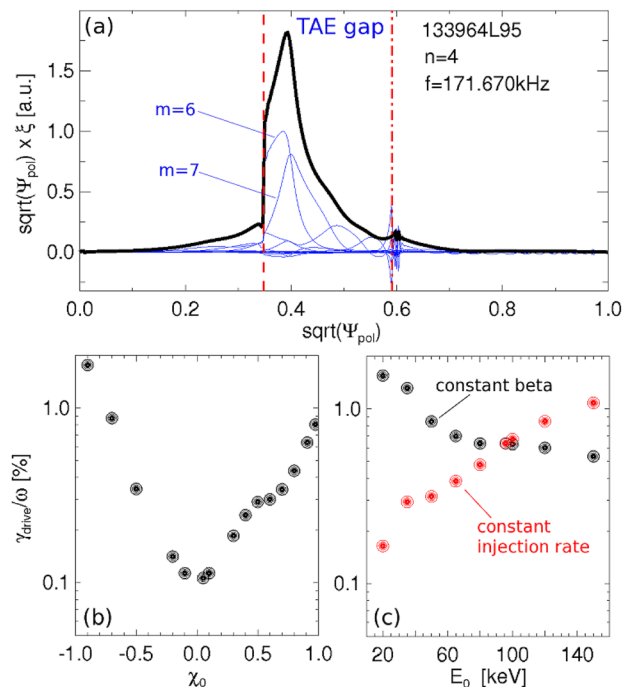 (a)
TAE gap
133964L95
n=4
f=171.670kHz
m=6
m=7
sqrt(Ψpol) x ξ [a.u.]
1.5
1.0
0.5
0.0
0.0 0.2 0.4 0.6 0.8 1.0
sqrt(Ψpol)
(b)
γdrive/ω [%]
1.0
0.1
-1.0 -0.5 0.0 0.5 1.0
χ0
(c)
constant beta
constant
injection rate
1.0
0.1
20 60 100 140
E0 [keV]